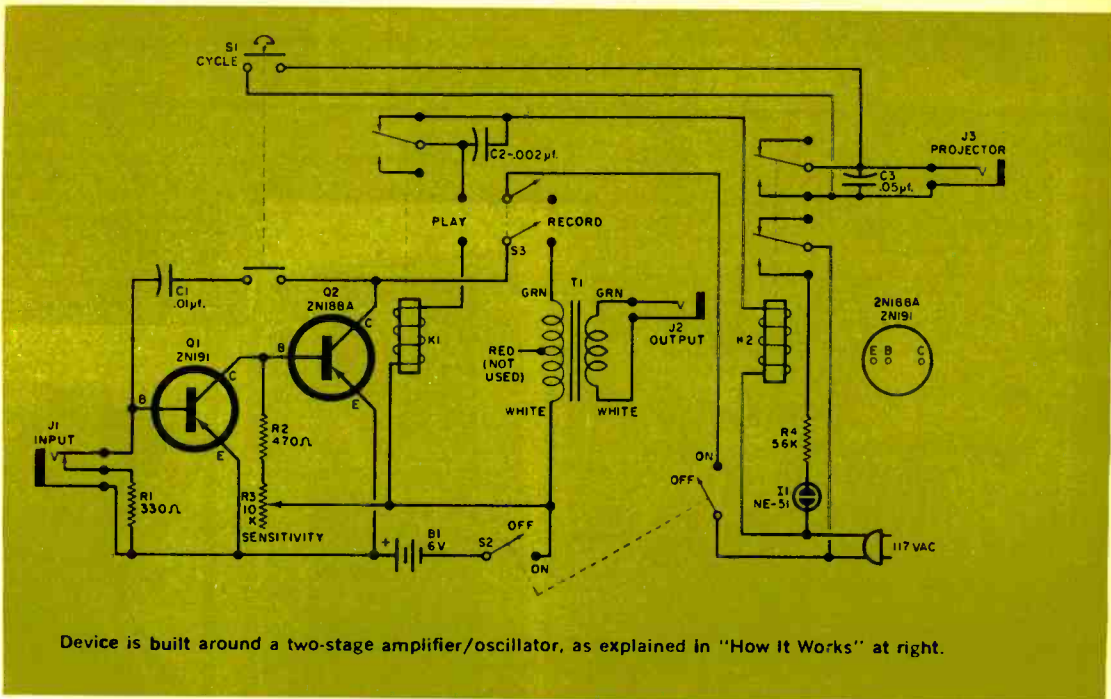 S1
CYCLE
C2-.002µf.
J3
PROJECTOR
C3
.05µf.
PLAY
RECORD
S3
C1
.01µf.
Q2
2N188A
C
B
E
Q1
2N191
C
B
E
K1
GRN
T1
GRN
J2
OUTPUT
RED
(NOT
USED)
WHITE
WHITE
K2
2N188A
2N191
E B C
J1
INPUT
R1
330Ω
R2
470Ω
R3
10
K
SENSITIVITY
+
B1
6V
S2
OFF
ON
ON
OFF
R4
56K
I1
NE-51
117 VAC
Device is built around a two-stage amplifier/oscillator, as explained in "How It Works" at right.